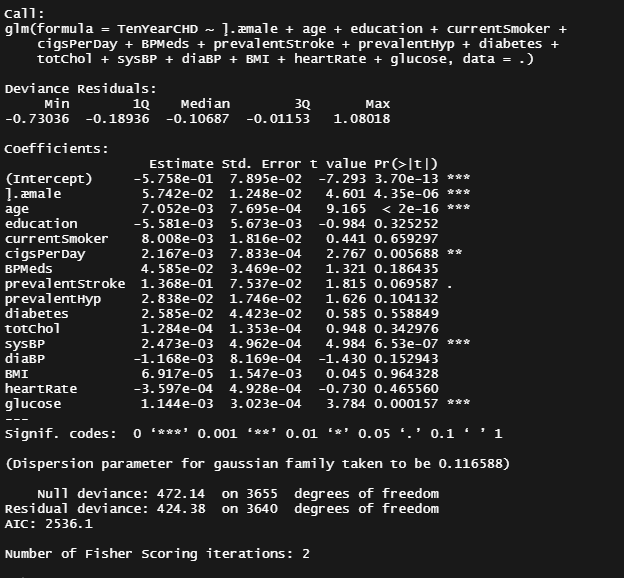 Call:
glm(formula = TenYearCHD ~ ].æmale + age + education + currentSmoker +
    cigsPerDay + BPMeds + prevalentStroke + prevalentHyp + diabetes +
    totChol + sysBP + diaBP + BMI + heartRate + glucose, data = .)
Deviance Residuals:
     Min        1Q    Median        3Q       Max
-0.73036  -0.18936  -0.10687  -0.01153   1.08018
Coefficients:
                  Estimate Std. Error t value Pr(>|t|)
(Intercept)     -5.758e-01  7.895e-02  -7.293 3.70e-13 ***
].æmale          5.742e-02  1.248e-02   4.601 4.35e-06 ***
age              7.052e-03  7.695e-04   9.165  < 2e-16 ***
education       -5.581e-03  5.673e-03  -0.984 0.325252
currentSmoker    8.008e-03  1.816e-02   0.441 0.659297
cigsPerDay       2.167e-03  7.833e-04   2.767 0.005688 **
BPMeds           4.585e-02  3.469e-02   1.321 0.186435
prevalentStroke  1.368e-01  7.537e-02   1.815 0.069587 .
prevalentHyp     2.838e-02  1.746e-02   1.626 0.104132
diabetes         2.585e-02  4.423e-02   0.585 0.558849
totChol          1.284e-04  1.353e-04   0.948 0.342976
sysBP            2.473e-03  4.962e-04   4.984 6.53e-07 ***
diaBP           -1.168e-03  8.169e-04  -1.430 0.152943
BMI              6.917e-05  1.547e-03   0.045 0.964328
heartRate       -3.597e-04  4.928e-04  -0.730 0.465560
glucose          1.144e-03  3.023e-04   3.784 0.000157 ***
---
Signif. codes:  0 ‘***’ 0.001 ‘**’ 0.01 ‘*’ 0.05 ‘.’ 0.1 ‘ ’ 1
(Dispersion parameter for gaussian family taken to be 0.116588)
    Null deviance: 472.14  on 3655  degrees of freedom
Residual deviance: 424.38  on 3640  degrees of freedom
AIC: 2536.1
Number of Fisher Scoring iterations: 2